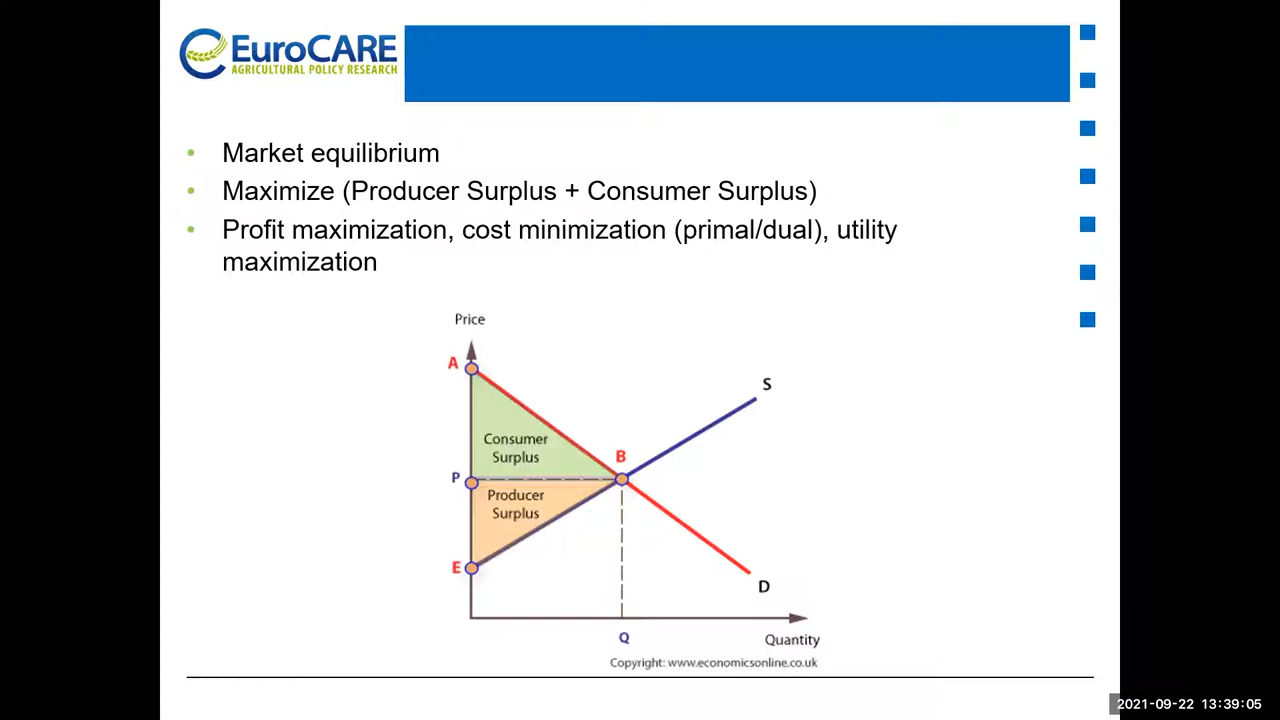 EuroCARE
AGRICULTURAL POLICY RESEARCH
• Market equilibrium
• Maximize (Producer Surplus + Consumer Surplus)
• Profit maximization, cost minimization (primal/dual), utility
maximization
Price
A
S
Consumer
Surplus
B
P
Producer
Surplus
E
D
Q
Quantity
Copyright: www.economicsonline.co.uk
2021-09-22 13:39:05